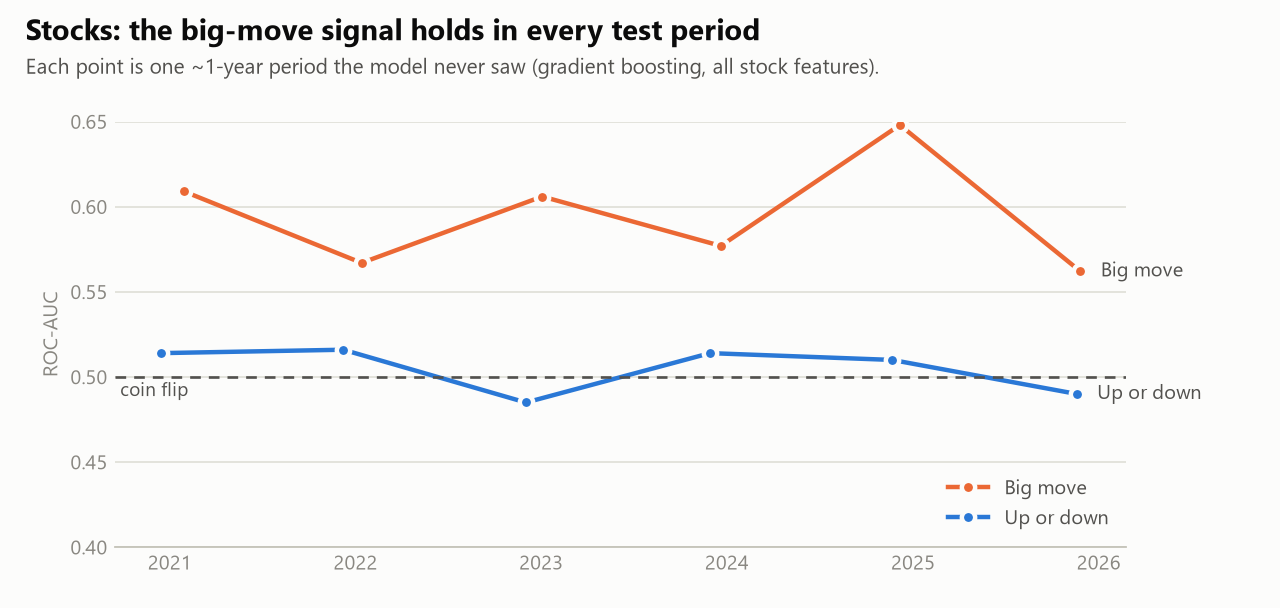 Stocks: the big-move signal holds in every test period
Each point is one ~1-year period the model never saw (gradient boosting, all stock features).
0.65
0.60
0.55
0.50
0.45
0.40
ROC-AUC
coin flip
Big move
Up or down
Big move
Up or down
2021
2022
2023
2024
2025
2026